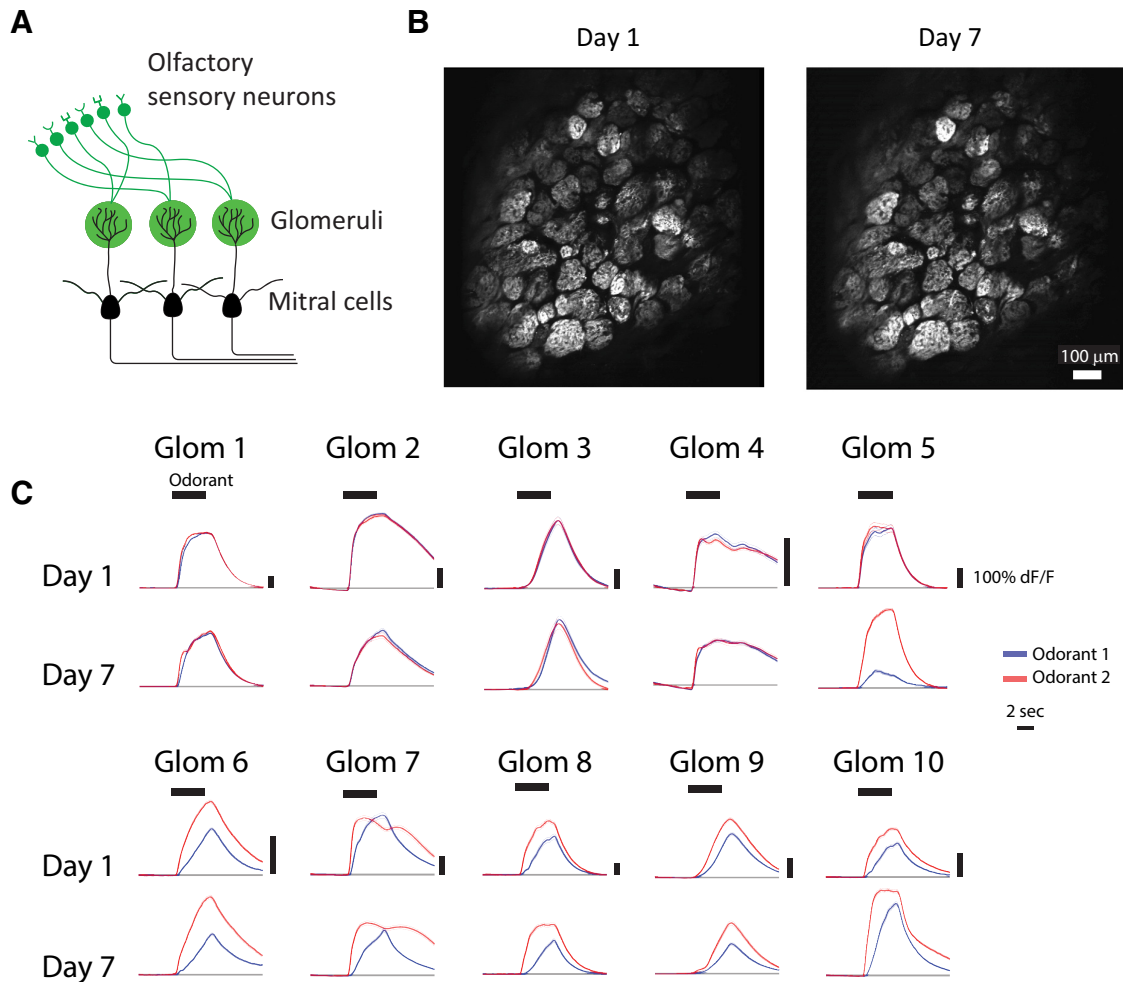 A
Olfactory
sensory neurons
Glomeruli
Mitral cells
B
Day 1
Day 7
100 µm
C
Glom 1
Glom 2
Glom 3
Glom 4
Glom 5
Odorant
Day 1
100% dF/F
Day 7
Odorant 1
Odorant 2
2 sec
Glom 6
Glom 7
Glom 8
Glom 9
Glom 10
Day 1
Day 7